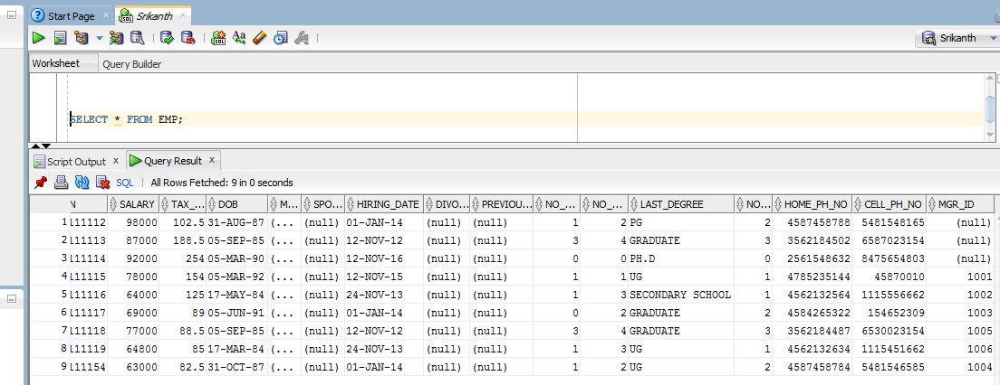 Start Page
Srikanth
Srikanth
Worksheet Query Builder
SELECT * FROM EMP;
Script Output Query Result
SQL All Rows Fetched: 9 in 0 seconds
N SALARY TAX_... DOB (M... SPO... HIRING_DATE DIVO... PREVIOU... NO_... NO_... LAST_DEGREE NO... HOME_PH_NO CELL_PH_NO MGR_ID
1 111112 98000 102.5 31-AUG-87 (... (null) 01-JAN-14 (null) (null) 1 2 PG 2 4587458788 5481548165 (null)
2 111113 87000 188.5 05-SEP-85 (... (null) 12-NOV-12 (null) (null) 3 4 GRADUATE 3 3562184502 6587023154 (null)
3 111114 92000 254 05-MAR-90 (... (null) 12-NOV-16 (null) (null) 0 0 PH.D 0 2561548632 8475654803 (null)
4 111115 78000 154 05-MAR-92 (... (null) 12-NOV-15 (null) (null) 1 1 UG 1 4785235144 45870010 1001
5 111116 64000 125 17-MAY-84 (... (null) 24-NOV-13 (null) (null) 1 3 SECONDARY SCHOOL 1 4562132564 1115556662 1002
6 111117 69000 89 05-JUN-91 (... (null) 01-JAN-14 (null) (null) 0 2 GRADUATE 2 4584265322 154652309 1003
7 111118 77000 88.5 05-SEP-85 (... (null) 12-NOV-12 (null) (null) 3 4 GRADUATE 3 3562184487 6530023154 1005
8 111119 64800 85 17-MAR-84 (... (null) 24-NOV-13 (null) (null) 1 3 UG 1 4562132634 1115451662 1006
9 111154 63000 82.5 31-OCT-87 (... (null) 01-JAN-14 (null) (null) 1 2 UG 2 4587458784 5481546585 1004